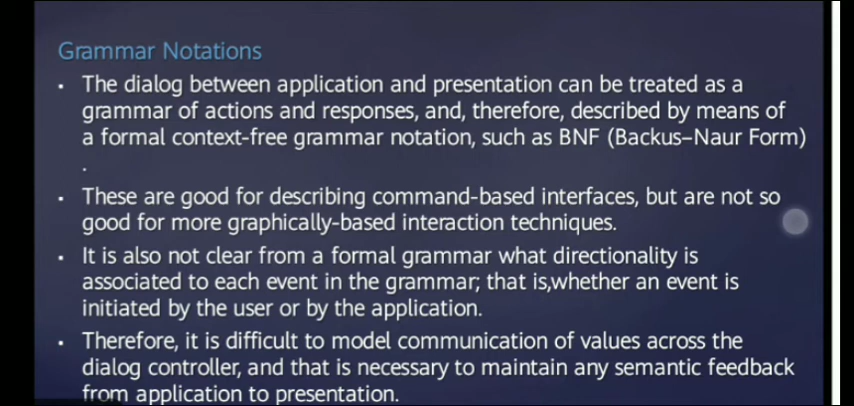 Grammar Notations
• The dialog between application and presentation can be treated as a
grammar of actions and responses, and, therefore, described by means of
a formal context-free grammar notation, such as BNF (Backus–Naur Form)
.
• These are good for describing command-based interfaces, but are not so
good for more graphically-based interaction techniques.
• It is also not clear from a formal grammar what directionality is
associated to each event in the grammar; that is,whether an event is
initiated by the user or by the application.
• Therefore, it is difficult to model communication of values across the
dialog controller, and that is necessary to maintain any semantic feedback
from application to presentation.